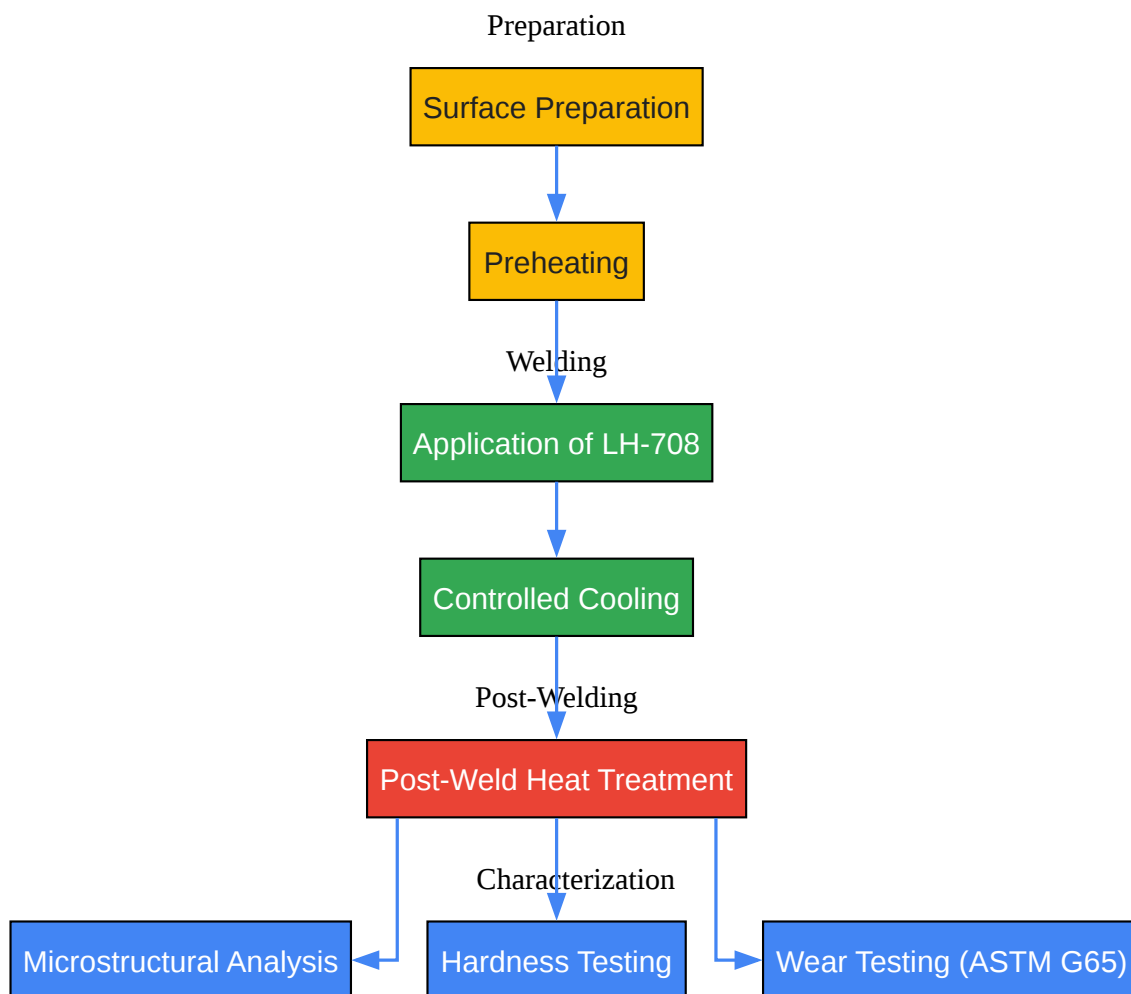 Preparation
Surface Preparation
Preheating
Welding
Application of LH-708
Controlled Cooling
Post-Welding
Post-Weld Heat Treatment
Characterization
Microstructural Analysis
Hardness Testing
Wear Testing (ASTM G65)